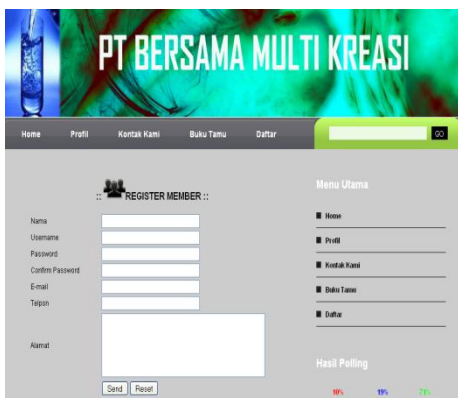 PT BERSAMA MULTI KREASI
Home Profil Kontak Kami Buku Tamu Daftar GO
:: REGISTER MEMBER ::
Nama
Username
Password
Confirm Password
E-mail
Telpon
Alamat
Send Reset
Menu Utama
Home
Profil
Kontak Kami
Buku Tamu
Daftar
Hasil Polling
10% 19% 71%